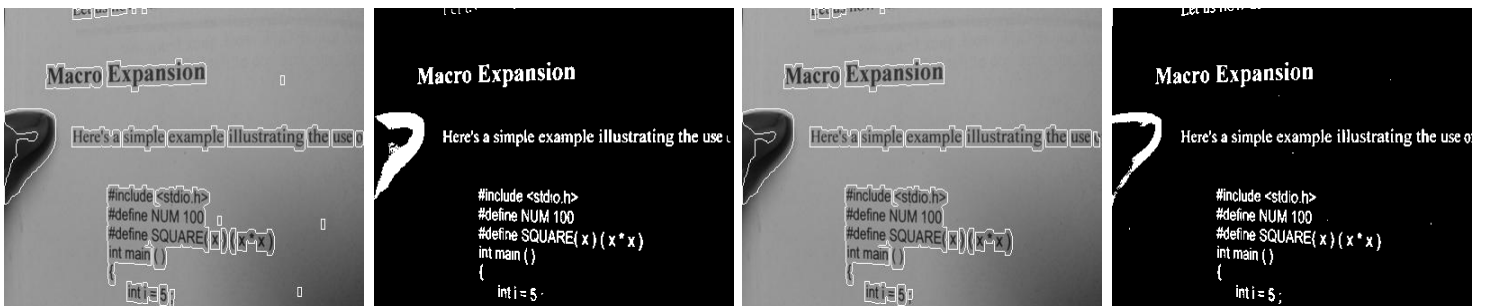 Macro Expansion
Here's a simple example illustrating the use
#include <stdio.h>
#define NUM 100
#define SQUARE( x ) ( x * x )
int main ( )
{
int i = 5 ;
Macro Expansion
Here's a simple example illustrating the use
#include <stdio.h>
#define NUM 100
#define SQUARE( x ) ( x * x )
int main ( )
{
int i = 5
Macro Expansion
Here's a simple example illustrating the use
#include <stdio.h>
#define NUM 100
#define SQUARE( x ) ( x * x )
int main ( )
{
int i = 5 ;
Let us now
Macro Expansion
Here's a simple example illustrating the use of
#include <stdio.h>
#define NUM 100
#define SQUARE( x ) ( x * x )
int main ( )
{
int i = 5 ;